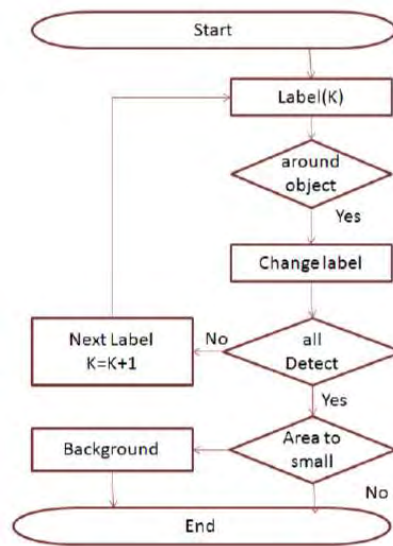 Start
Label(K)
around
object
Yes
Change label
Next Label
K=K+1
No
all
Detect
Yes
Background
Area to
small
No
End